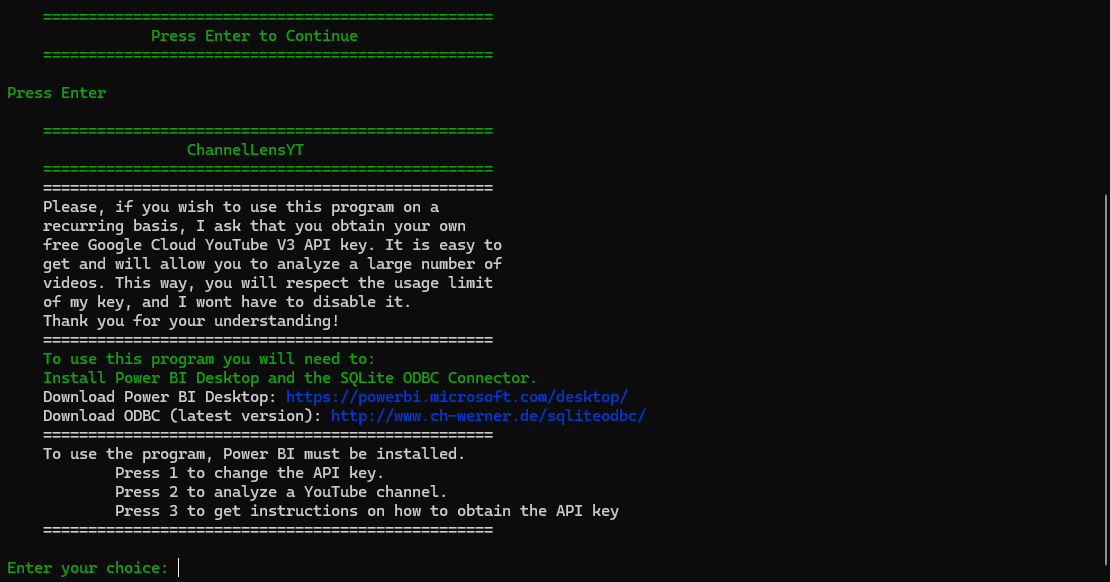 ==================================================
Press Enter to Continue
==================================================
Press Enter
==================================================
ChannelLensYT
==================================================
==================================================
Please, if you wish to use this program on a
recurring basis, I ask that you obtain your own
free Google Cloud YouTube V3 API key. It is easy to
get and will allow you to analyze a large number of
videos. This way, you will respect the usage limit
of my key, and I wont have to disable it.
Thank you for your understanding!
==================================================
To use this program you will need to:
Install Power BI Desktop and the SQLite ODBC Connector.
Download Power BI Desktop: https://powerbi.microsoft.com/desktop/
Download ODBC (latest version): http://www.ch-werner.de/sqliteodbc/
==================================================
To use the program, Power BI must be installed.
Press 1 to change the API key.
Press 2 to analyze a YouTube channel.
Press 3 to get instructions on how to obtain the API key
==================================================
Enter your choice: